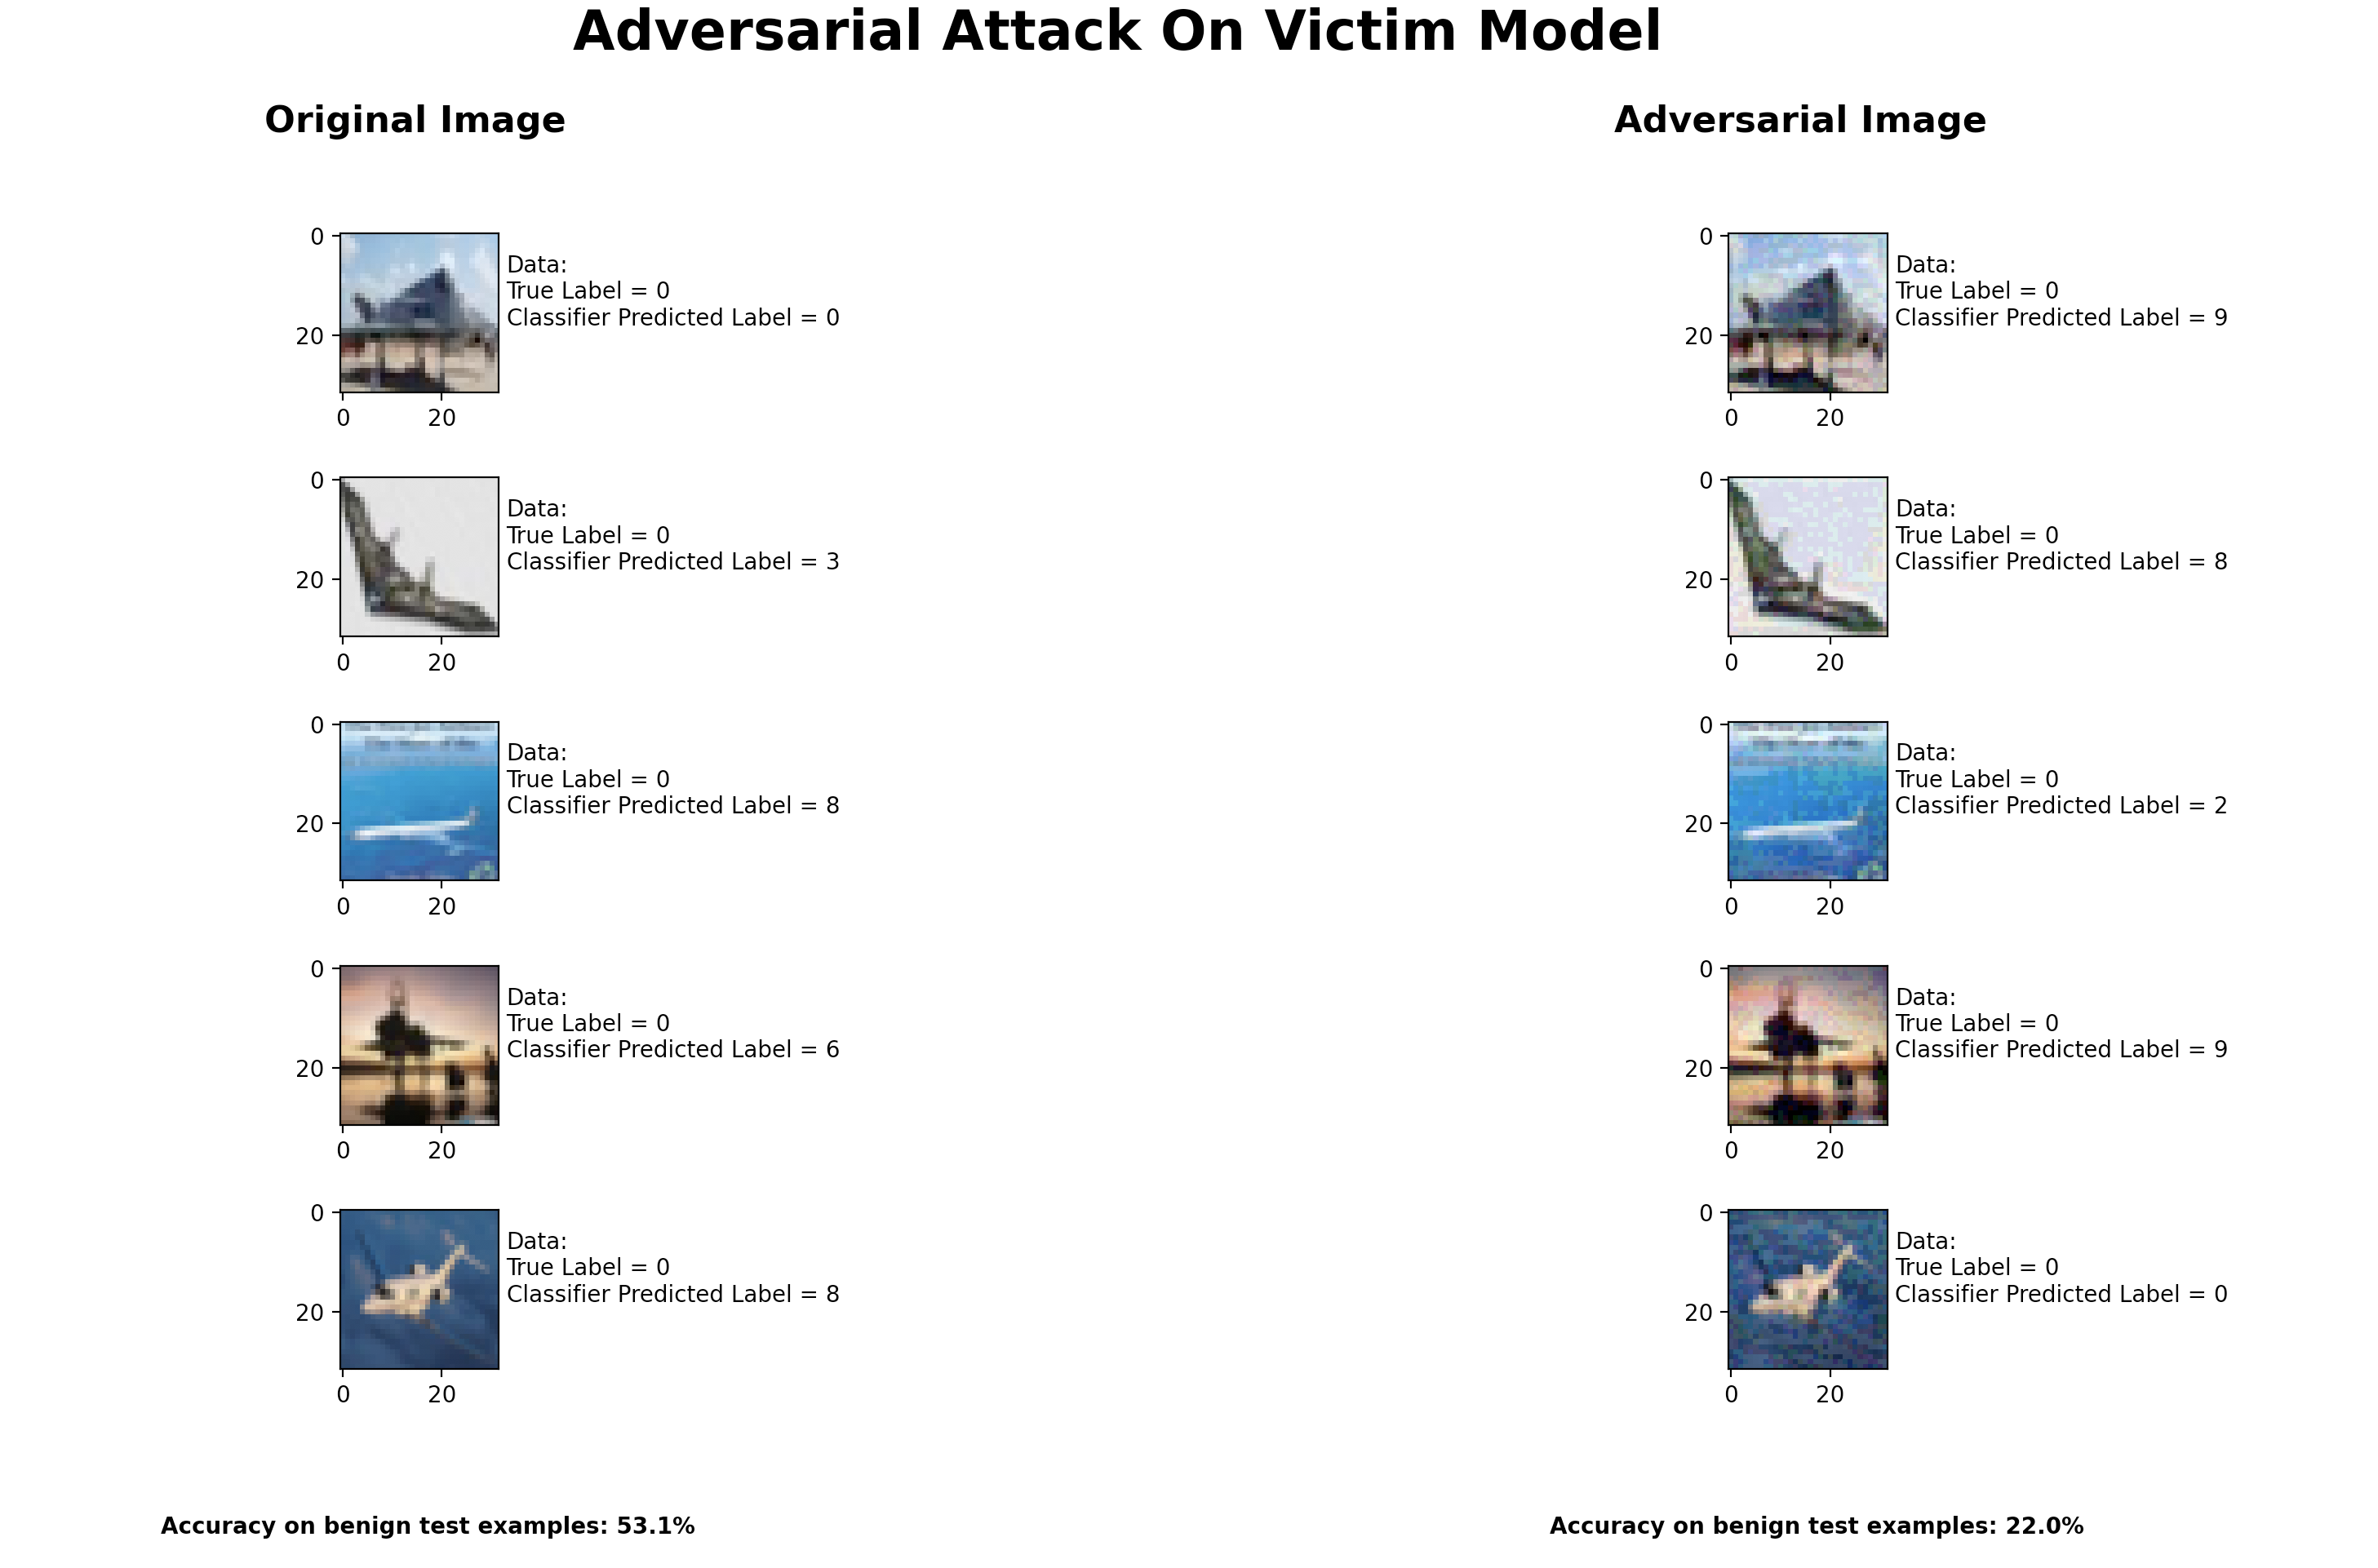 Adversarial Attack On Victim Model
Original Image
Adversarial Image
0
20
0
20
Data:
True Label = 0
Classifier Predicted Label = 0
0
20
0
20
Data:
True Label = 0
Classifier Predicted Label = 9
0
20
0
20
Data:
True Label = 0
Classifier Predicted Label = 3
0
20
0
20
Data:
True Label = 0
Classifier Predicted Label = 8
0
20
0
20
Data:
True Label = 0
Classifier Predicted Label = 8
0
20
0
20
Data:
True Label = 0
Classifier Predicted Label = 2
0
20
0
20
Data:
True Label = 0
Classifier Predicted Label = 6
0
20
0
20
Data:
True Label = 0
Classifier Predicted Label = 9
0
20
0
20
Data:
True Label = 0
Classifier Predicted Label = 8
0
20
0
20
Data:
True Label = 0
Classifier Predicted Label = 0
Accuracy on benign test examples: 53.1%
Accuracy on benign test examples: 22.0%